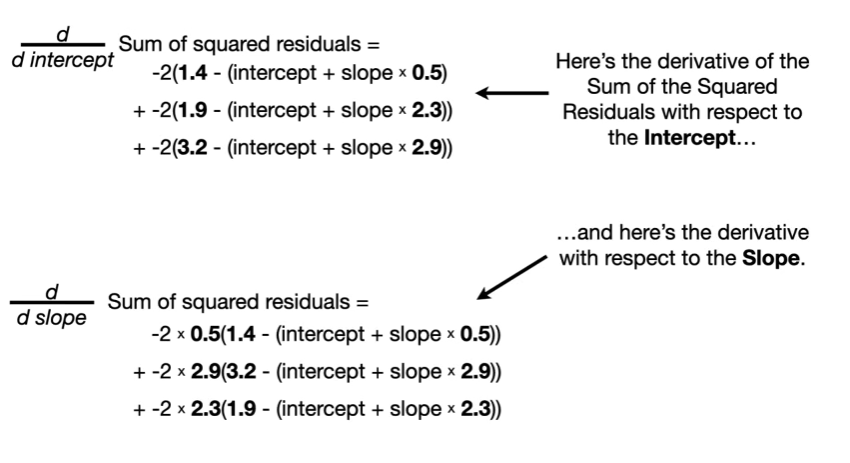 d
d intercept
Sum of squared residuals =
-2(1.4 - (intercept + slope × 0.5)
+ -2(1.9 - (intercept + slope × 2.3))
+ -2(3.2 - (intercept + slope × 2.9))
Here’s the derivative of the
Sum of the Squared
Residuals with respect to
the Intercept…
…and here’s the derivative
with respect to the Slope.
d
d slope
Sum of squared residuals =
-2 × 0.5(1.4 - (intercept + slope × 0.5))
+ -2 × 2.9(3.2 - (intercept + slope × 2.9))
+ -2 × 2.3(1.9 - (intercept + slope × 2.3))